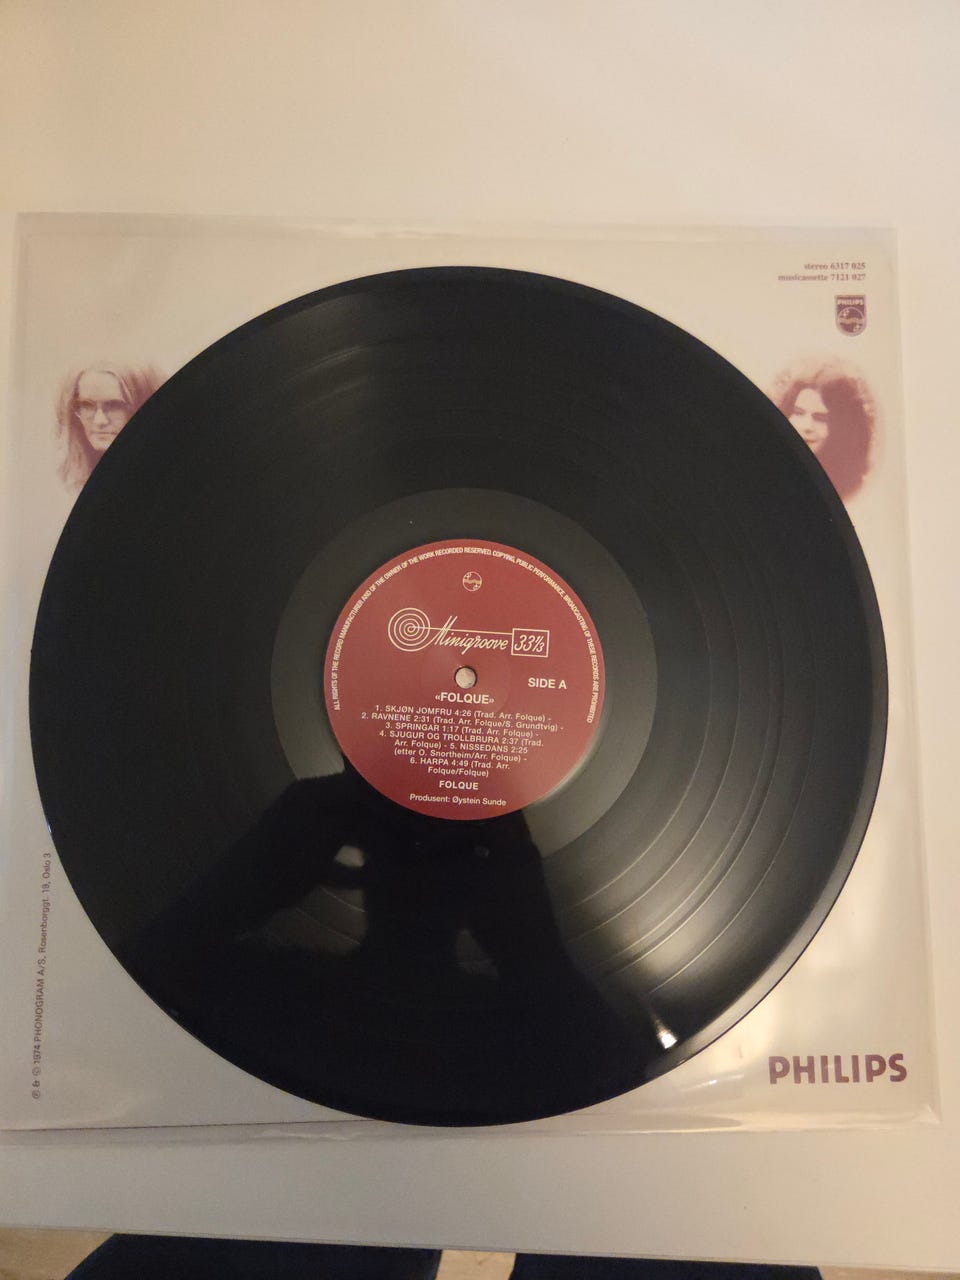 stereo 6317 025
musicassette 7121 027
PHILIPS
ALL RIGHTS OF THE RECORD MANUFACTURER AND OF THE OWNER OF THE WORK RECORDED RESERVED. COPYING, PUBLIC PERFORMANCE, BROADCASTING OF THESE RECORDS ARE PROHIBITED
Minigroove 33⅓
SIDE A
«FOLQUE»
1. SKJØN JOMFRU 4:26 (Trad. Arr. Folque) -
2. RAVNENE 2:31 (Trad. Arr. Folque/S. Grundtvig) -
3. SPRINGAR 1:17 (Trad. Arr. Folque) -
4. SJUGUR OG TROLLBRURA 2:37 (Trad.
Arr. Folque) - 5. NISSEDANS 2:25
(etter O. Snortheim/Arr. Folque) -
6. HARPA 4:49 (Trad. Arr.
Folque/Folque)
FOLQUE
Produsent: Øystein Sunde
℗ & © 1974 PHONOGRAM A/S, Rosenborggt. 19, Oslo 3
PHILIPS